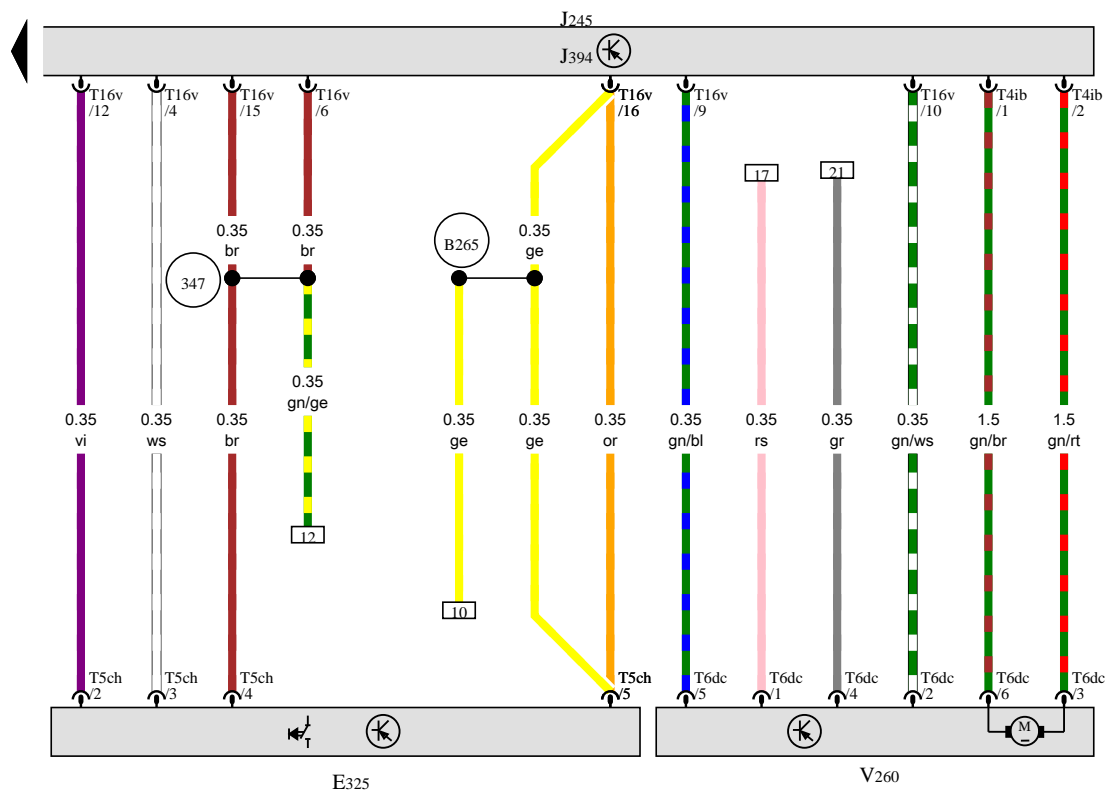 J245
J394
T16v
/12
T16v
/4
T16v
/15
T16v
/6
T16v
/16
T16v
/9
T16v
/10
T4ib
/1
T4ib
/2
17
21
0.35
br
0.35
br
B265
0.35
ge
347
0.35
gn/ge
0.35
vi
0.35
ws
0.35
br
0.35
ge
0.35
ge
0.35
or
0.35
gn/bl
0.35
rs
0.35
gr
0.35
gn/ws
1.5
gn/br
1.5
gn/rt
12
10
T5ch
/2
T5ch
/3
T5ch
/4
T5ch
/5
T6dc
/5
T6dc
/1
T6dc
/4
T6dc
/2
T6dc
/6
T6dc
/3
M
E325
V260